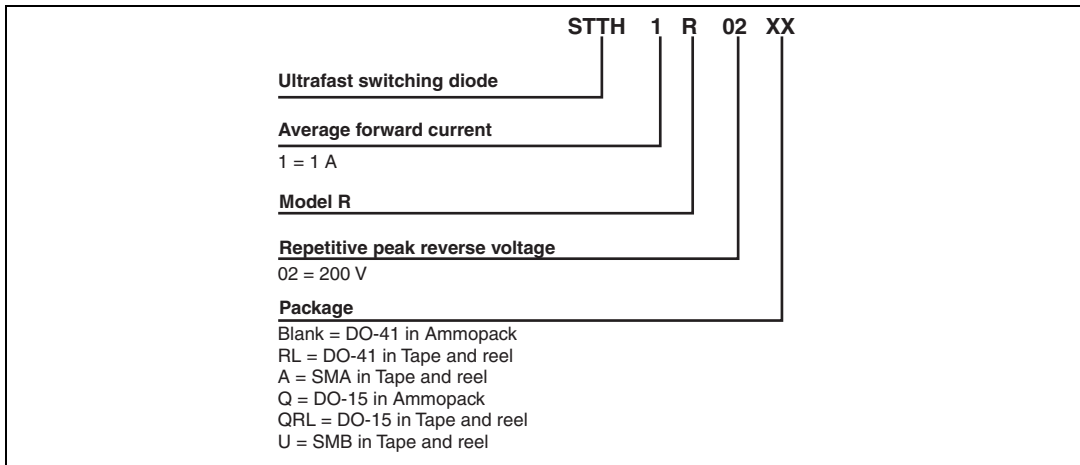 STTH 1 R 02 XX
Ultrafast switching diode
Average forward current
1 = 1 A
Model R
Repetitive peak reverse voltage
02 = 200 V
Package
Blank = DO-41 in Ammopack
RL = DO-41 in Tape and reel
A = SMA in Tape and reel
Q = DO-15 in Ammopack
QRL = DO-15 in Tape and reel
U = SMB in Tape and reel